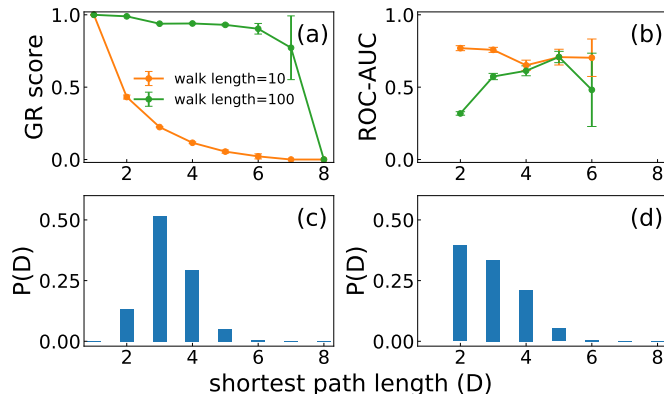 1.0
0.5
0.0
GR score
(a)
walk length=10
walk length=100
2 4 6 8
1.0
0.5
0.0
ROC-AUC
(b)
2 4 6 8
0.50
0.25
0.00
P(D)
(c)
2 4 6 8
0.50
0.25
0.00
P(D)
(d)
2 4 6 8
shortest path length (D)